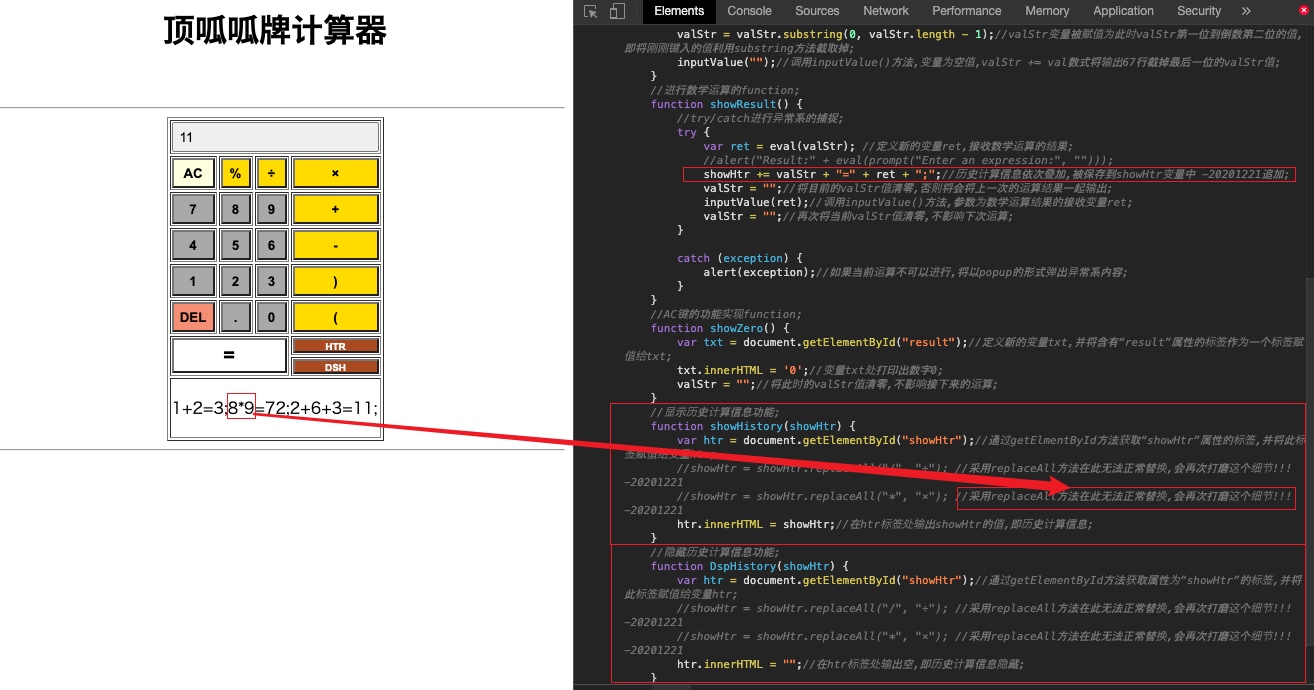 顶呱呱牌计算器
11
AC % ÷ ×
7 8 9 +
4 5 6 -
1 2 3 )
DEL . 0 (
= HTR
DSH
1+2=3;8*9=72;2+6+3=11;
Elements Console Sources Network Performance Memory Application Security »
valStr = valStr.substring(0, valStr.length - 1);//valStr变量被赋值为此时valStr第一位到倒数第二位的值,
即将刚刚键入的值利用substring方法截取掉;
inputValue("");//调用inputValue()方法,变量为空值,valStr += val数式将输出67行截掉最后一位的valStr值;
}
//进行数学运算的function;
function showResult() {
//try/catch进行异常系的捕捉;
try {
var ret = eval(valStr); //定义新的变量ret,接收数学运算的结果;
//alert("Result:" + eval(prompt("Enter an expression:", "")));
showHtr += valStr + "=" + ret + ";";//历史计算信息依次叠加,被保存到showHtr变量中 -20201221追加;
valStr = "";//将目前的valStr值清零,否则将会将上一次的运算结果一起输出;
inputValue(ret);//调用inputValue()方法,参数为数学运算结果的接收变量ret;
valStr = "";//再次将当前valStr值清零,不影响下次运算;
}
catch (exception) {
alert(exception);//如果当前运算不可以进行,将以popup的形式弹出异常系内容;
}
}
//AC键的功能实现function;
function showZero() {
var txt = document.getElementById("result");//定义新的变量txt,并将含有“result”属性的标签作为一个标签赋
值给txt;
txt.innerHTML = '0';//变量txt处打印出数字0;
valStr = "";//将此时的valStr值清零,不影响接下来的运算;
}
//显示历史计算信息功能;
function showHistory(showHtr) {
var htr = document.getElementById("showHtr");//通过getElmentById方法获取“showHtr”属性的标签,并将此标
签赋值给变量
//showHtr = showHtr.replaceAll("/", "÷"); //采用replaceAll方法在此无法正常替换,会再次打磨这个细节!!!
-20201221
//showHtr = showHtr.replaceAll("*", "×"); //采用replaceAll方法在此无法正常替换,会再次打磨这个细节!!!
-20201221
htr.innerHTML = showHtr;//在htr标签处输出showHtr的值,即历史计算信息;
}
//隐藏历史计算信息功能;
function DspHistory(showHtr) {
var htr = document.getElementById("showHtr");//通过getElementById方法获取属性为“showHtr”的标签,并将
此标签赋值给变量htr;
//showHtr = showHtr.replaceAll("/", "÷"); //采用replaceAll方法在此无法正常替换,会再次打磨这个细节!!!
-20201221
//showHtr = showHtr.replaceAll("*", "×"); //采用replaceAll方法在此无法正常替换,会再次打磨这个细节!!!
-20201221
htr.innerHTML = "";//在htr标签处输出空,即历史计算信息隐藏;
}